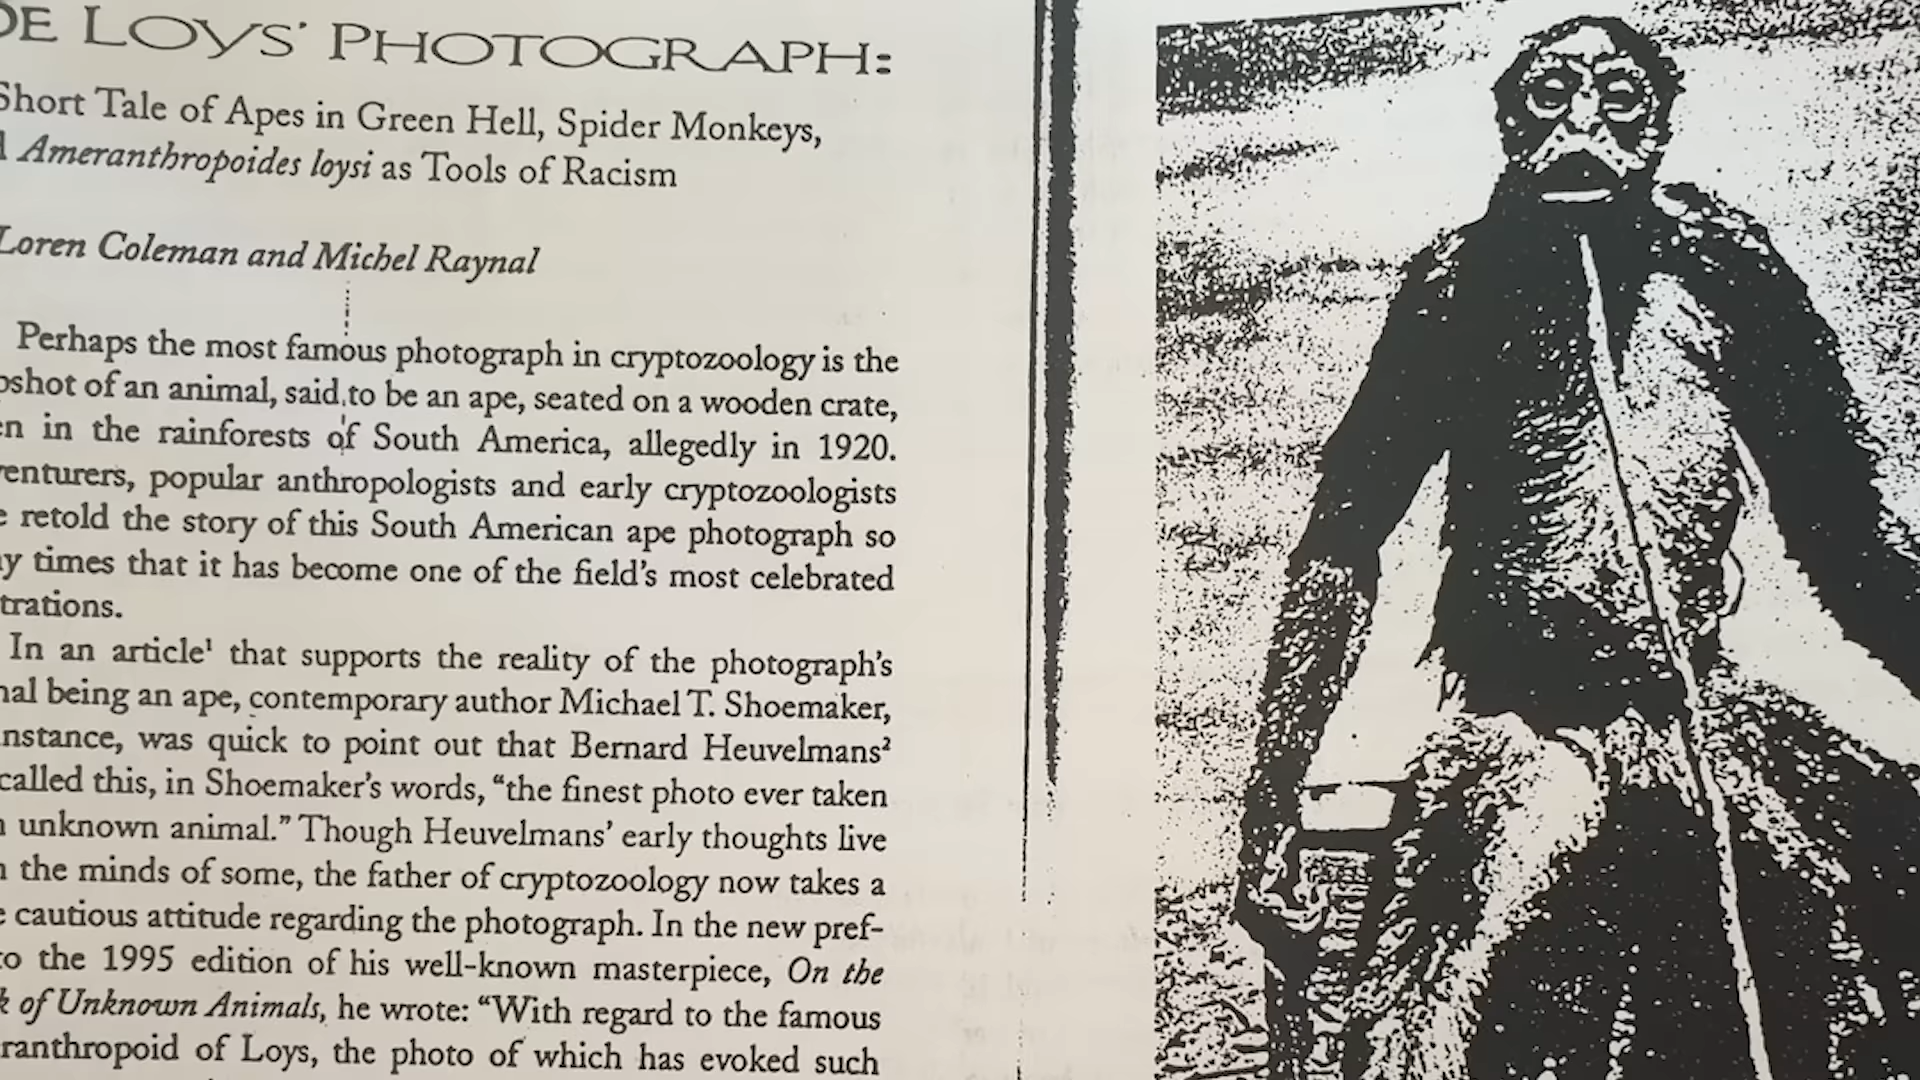 DE LOYS' PHOTOGRAPH:
Short Tale of Apes in Green Hell, Spider Monkeys,
Ameranthropoides loysi as Tools of Racism
Loren Coleman and Michel Raynal
Perhaps the most famous photograph in cryptozoology is the
pshot of an animal, said to be an ape, seated on a wooden crate,
en in the rainforests of South America, allegedly in 1920.
venturers, popular anthropologists and early cryptozoologists
e retold the story of this South American ape photograph so
y times that it has become one of the field's most celebrated
trations.
In an article¹ that supports the reality of the photograph's
nal being an ape, contemporary author Michael T. Shoemaker,
nstance, was quick to point out that Bernard Heuvelmans²
called this, in Shoemaker's words, “the finest photo ever taken
n unknown animal.” Though Heuvelmans' early thoughts live
n the minds of some, the father of cryptozoology now takes a
e cautious attitude regarding the photograph. In the new pref-
to the 1995 edition of his well-known masterpiece, On the
k of Unknown Animals, he wrote: “With regard to the famous
ranthropoid of Loys, the photo of which has evoked such